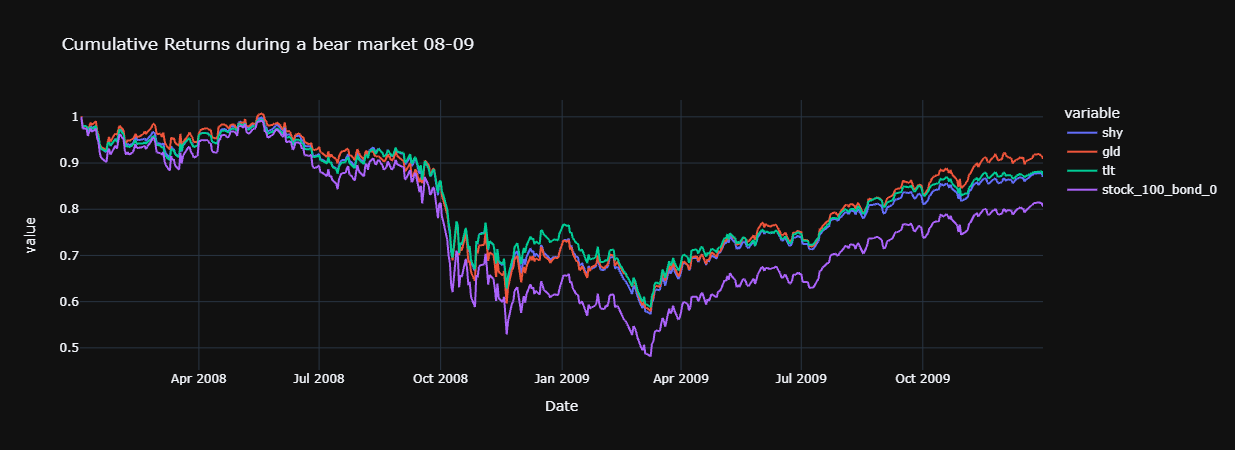 Cumulative Returns during a bear market 08-09
variable
shy
gld
tlt
stock_100_bond_0
value
1
0.9
0.8
0.7
0.6
0.5
Apr 2008
Jul 2008
Oct 2008
Jan 2009
Apr 2009
Jul 2009
Oct 2009
Date